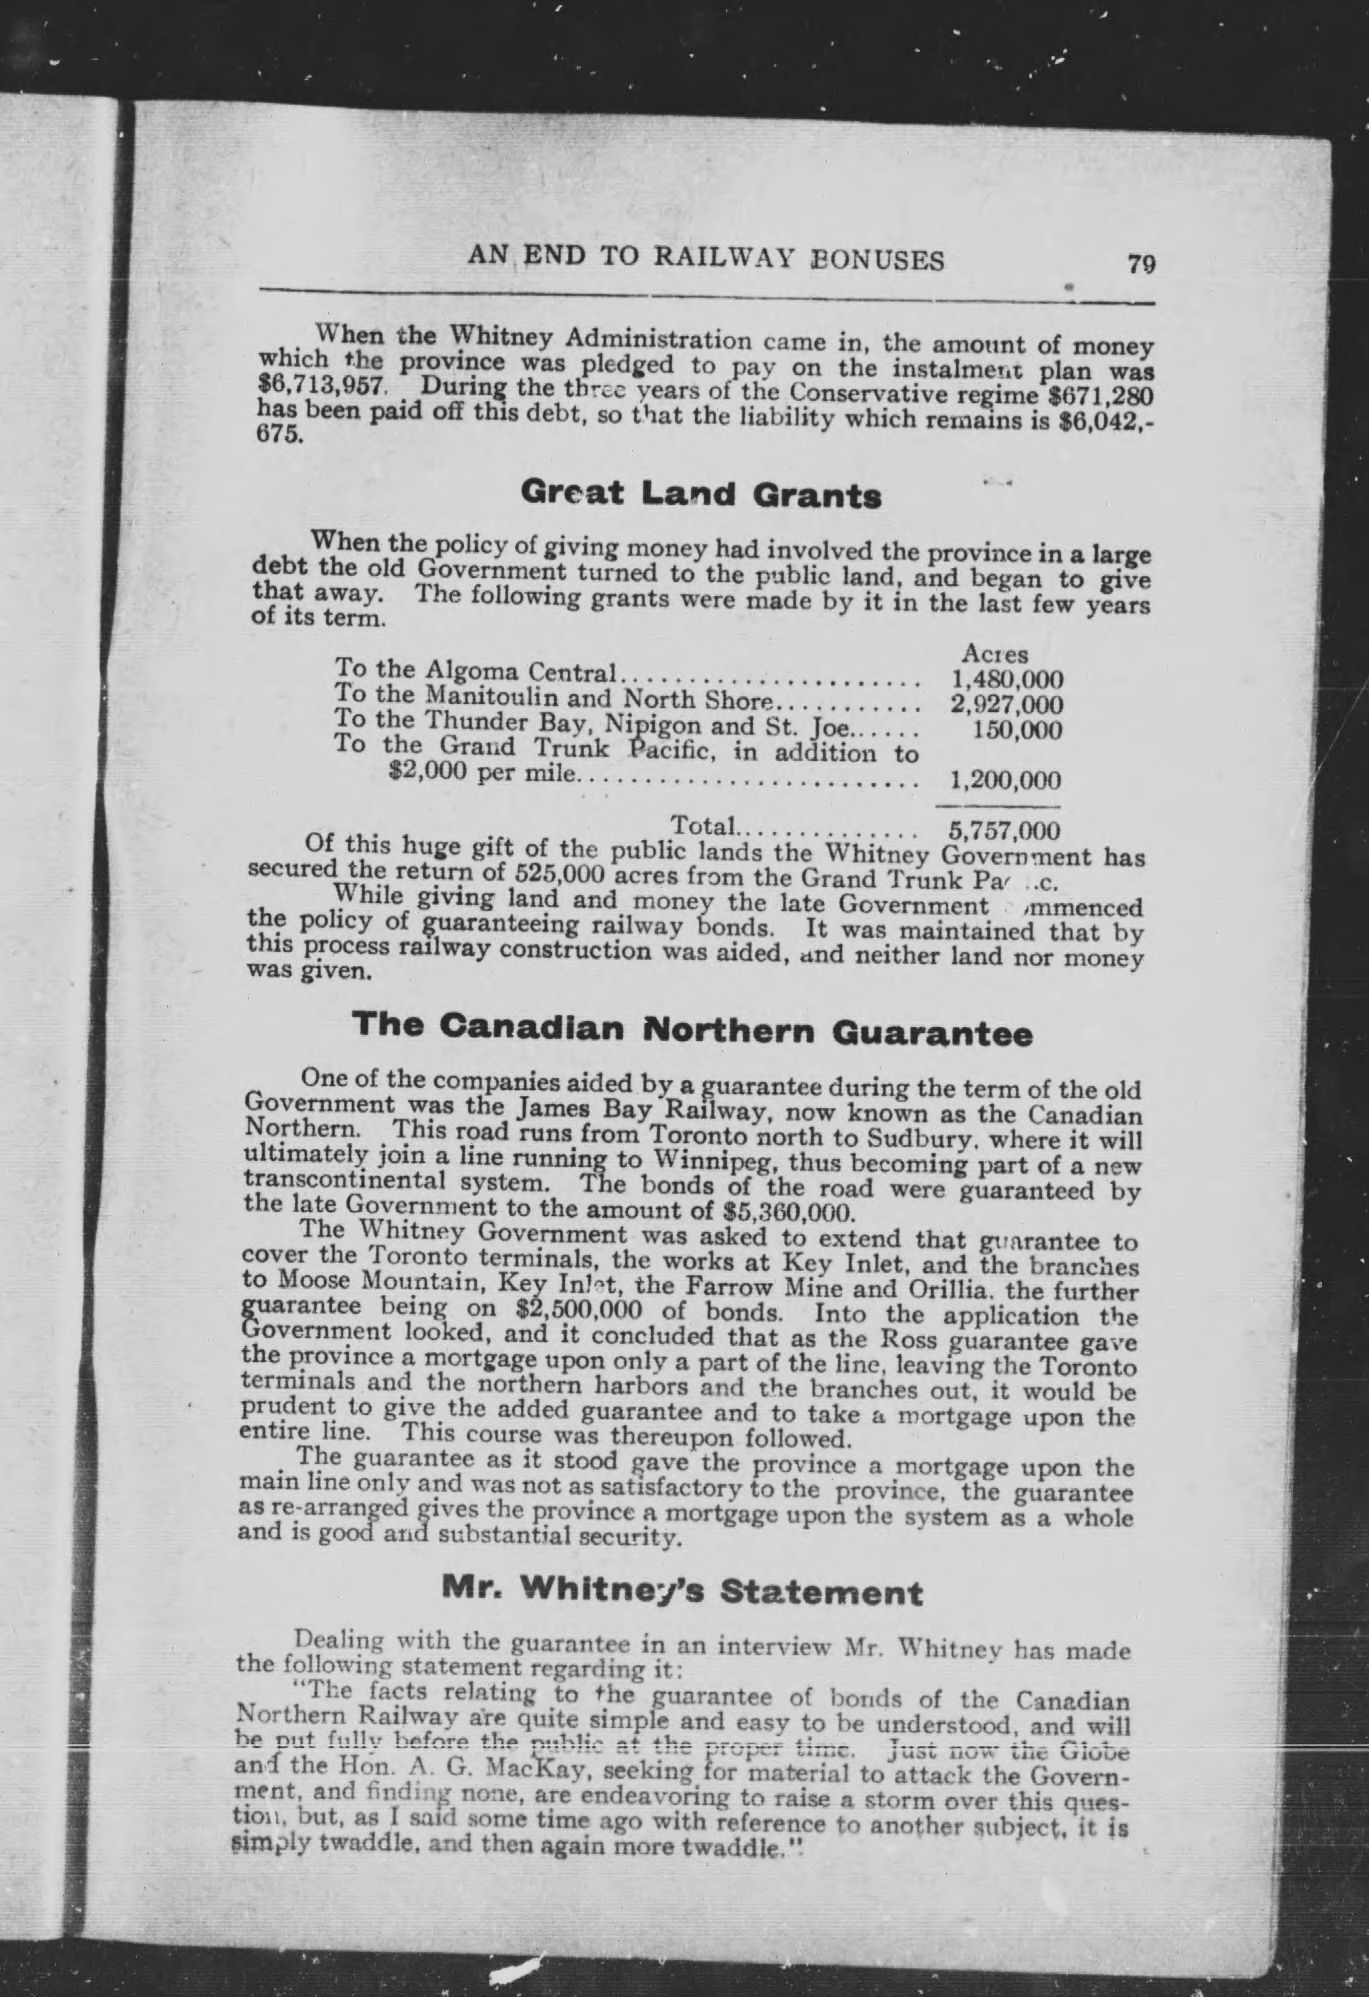 AN END TO RAILWAY BONUSES 79
When the Whitney Administration came in, the amount of money
which the province was pledged to pay on the instalment plan was
$6,713,957. During the three years of the Conservative regime $671,280
has been paid off this debt, so that the liability which remains is $6,042,-
675.
Great Land Grants
When the policy of giving money had involved the province in a large
debt the old Government turned to the public land, and began to give
that away. The following grants were made by it in the last few years
of its term.
Acres
To the Algoma Central...................... 1,480,000
To the Manitoulin and North Shore........... 2,927,000
To the Thunder Bay, Nipigon and St. Joe...... 150,000
To the Grand Trunk Pacific, in addition to
$2,000 per mile......................... 1,200,000
Total.............. 5,757,000
Of this huge gift of the public lands the Whitney Government has
secured the return of 525,000 acres from the Grand Trunk
While giving land and money the late Government
the policy of guaranteeing railway bonds. It was maintained that by
this process railway construction was aided, and neither land nor money
was given.
The Canadian Northern Guarantee
One of the companies aided by a guarantee during the term of the old
Government was the James Bay Railway, now known as the Canadian
Northern. This road runs from Toronto north to Sudbury, where it will
ultimately join a line running to Winnipeg, thus becoming part of a new
transcontinental system. The bonds of the road were guaranteed by
the late Government to the amount of $5,360,000.
The Whitney Government was asked to extend that guarantee to
cover the Toronto terminals, the works at Key Inlet, and the branches
to Moose Mountain, Key Inlet, the Farrow Mine and Orillia, the further
guarantee being on $2,500,000 of bonds. Into the application the
Government looked, and it concluded that as the Ross guarantee gave
the province a mortgage upon only a part of the line, leaving the Toronto
terminals and the northern harbors and the branches out, it would be
prudent to give the added guarantee and to take a mortgage upon the
entire line. This course was thereupon followed.
The guarantee as it stood gave the province a mortgage upon the
main line only and was not as satisfactory to the province, the guarantee
as re-arranged gives the province a mortgage upon the system as a whole
and is good and substantial security.
Mr. Whitney's Statement
Dealing with the guarantee in an interview Mr. Whitney has made
the following statement regarding it:
"The facts relating to the guarantee of bonds of the Canadian
Northern Railway are quite simple and easy to be understood, and will
be put fully before the public at the proper time. Just now the Globe
and the Hon. A. G. MacKay, seeking for material to attack the Govern-
ment, and finding none, are endeavoring to raise a storm over this ques-
tion, but, as I said some time ago with reference to another subject, it is
simply twaddle, and then again more twaddle."